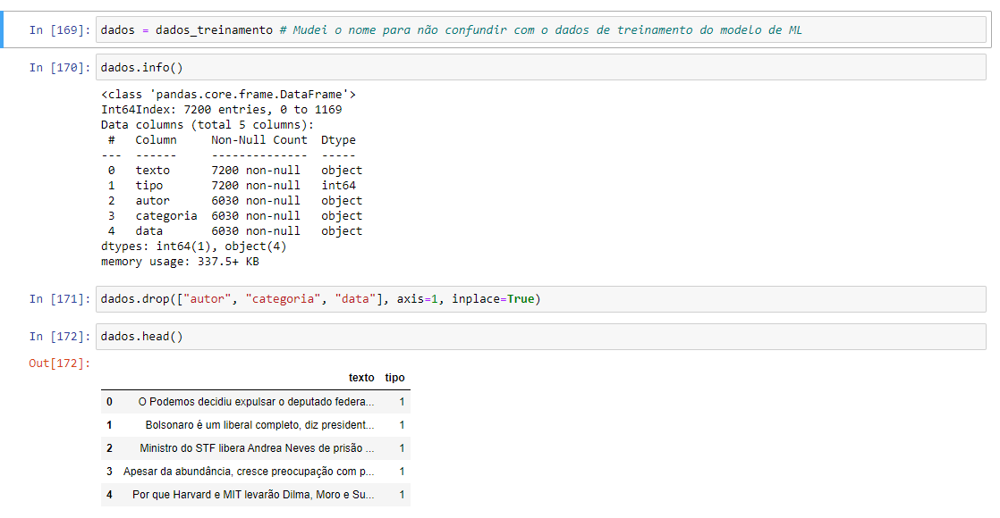 In [169]: dados = dados_treinamento # Mudei o nome para não confundir com o dados de treinamento do modelo de ML
In [170]: dados.info()
<class 'pandas.core.frame.DataFrame'>
Int64Index: 7200 entries, 0 to 1169
Data columns (total 5 columns):
 #   Column     Non-Null Count  Dtype
---  ------     --------------  -----
 0   texto      7200 non-null   object
 1   tipo       7200 non-null   int64
 2   autor      6030 non-null   object
 3   categoria  6030 non-null   object
 4   data       6030 non-null   object
dtypes: int64(1), object(4)
memory usage: 337.5+ KB
In [171]: dados.drop(["autor", "categoria", "data"], axis=1, inplace=True)
In [172]: dados.head()
Out[172]:
texto tipo
0 O Podemos decidiu expulsar o deputado federa... 1
1 Bolsonaro é um liberal completo, diz president... 1
2 Ministro do STF libera Andrea Neves de prisão ... 1
3 Apesar da abundância, cresce preocupação com p... 1
4 Por que Harvard e MIT levarão Dilma, Moro e Su... 1